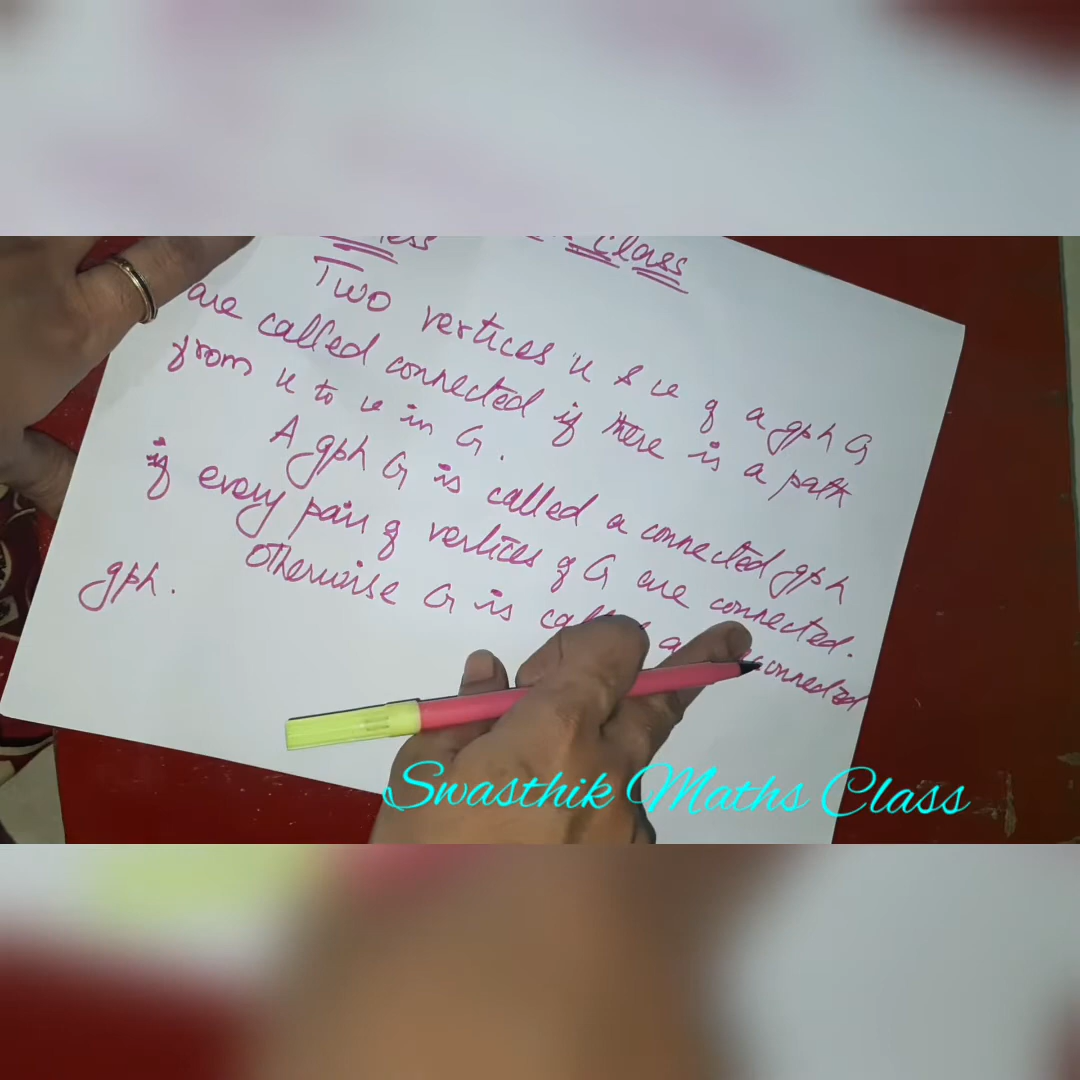 Class
Two vertices u & v of a gph G
are called connected if there is a path
from u to v in G.
A gph G is called a connected gph
if every pair of vertices of G are connected.
Otherwise G is a connected
gph.
Swasthik Maths Class